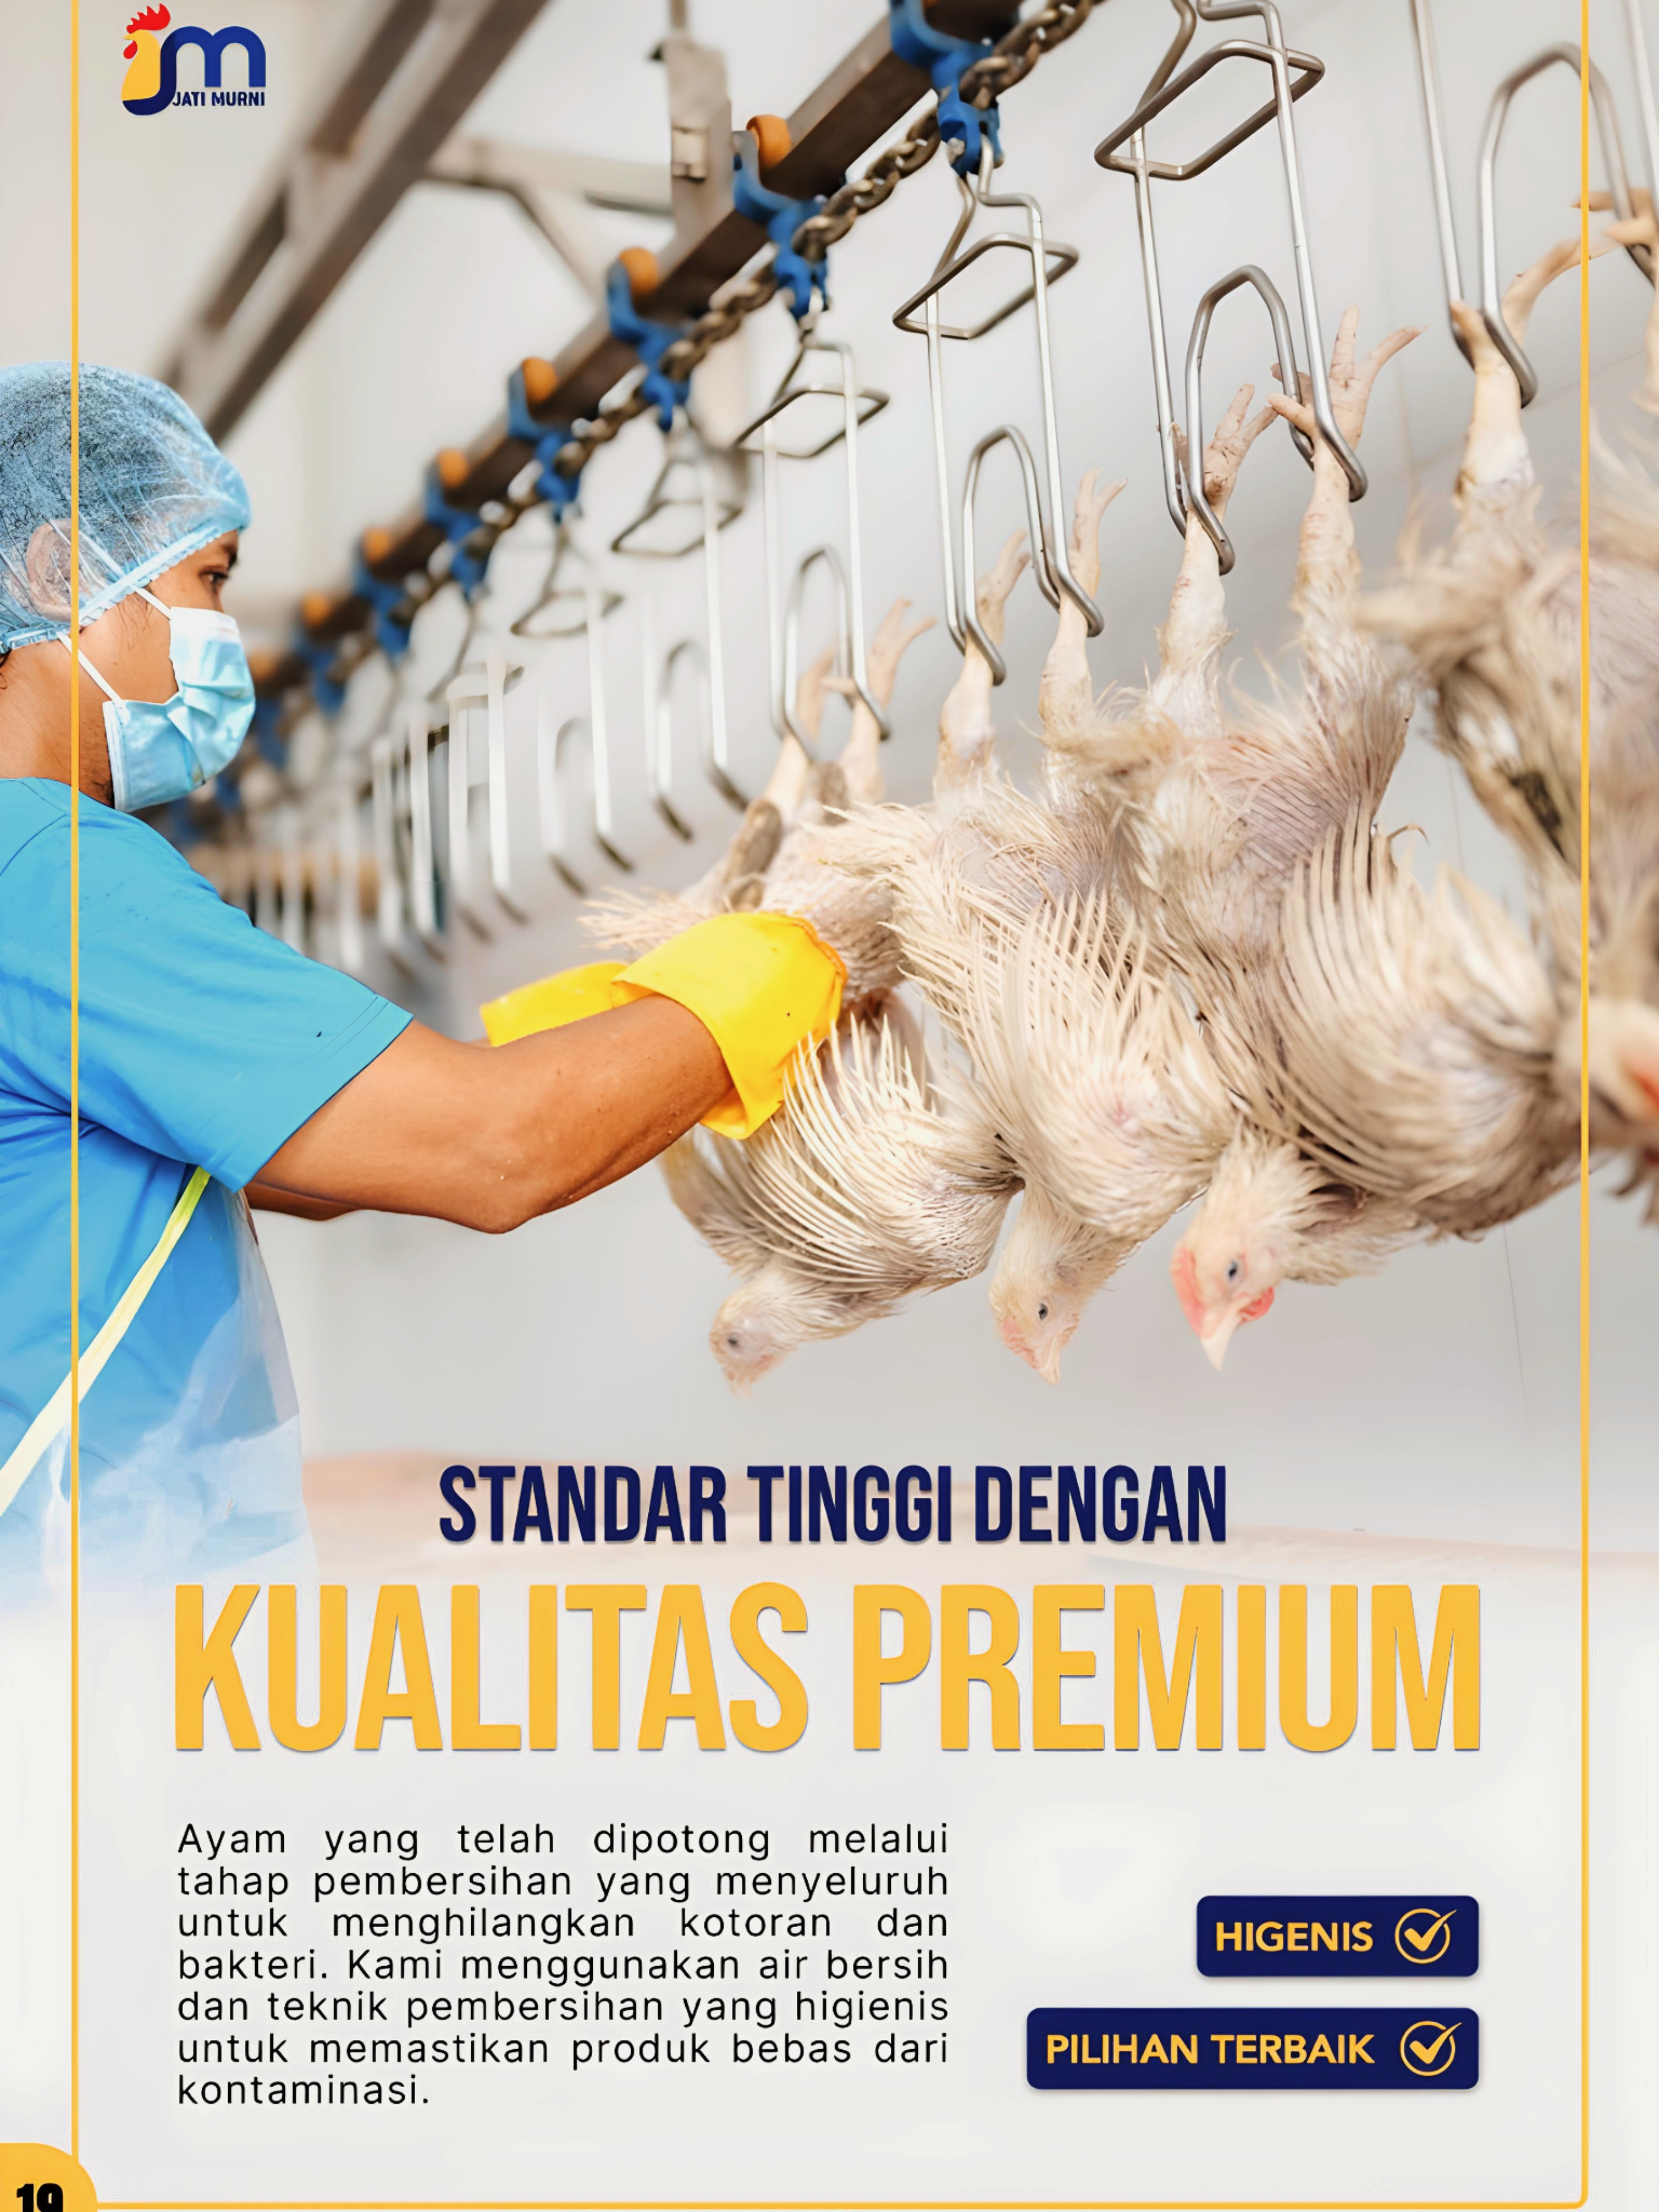 jm
JATI MURNI
STANDAR TINGGI DENGAN
KUALITAS PREMIUM
Ayam yang telah dipotong melalui
tahap pembersihan yang menyeluruh
untuk menghilangkan kotoran dan
bakteri. Kami menggunakan air bersih
dan teknik pembersihan yang higienis
untuk memastikan produk bebas dari
kontaminasi.
HIGENIS
PILIHAN TERBAIK
19